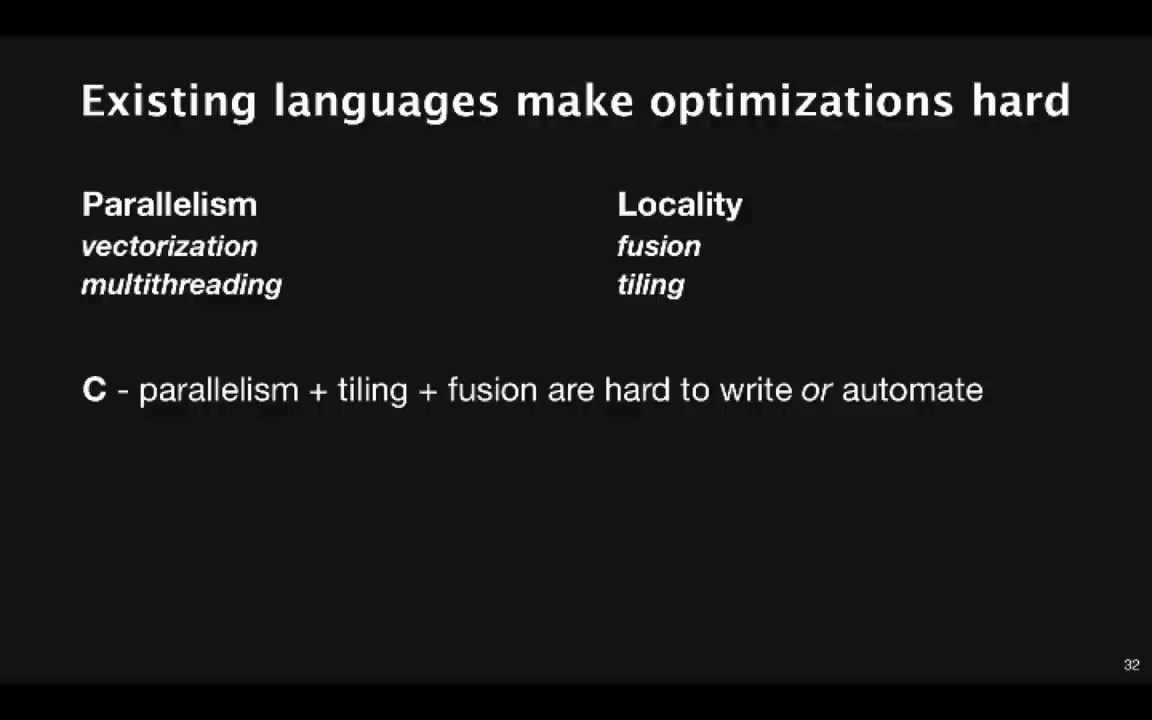 Existing languages make optimizations hard
Parallelism
vectorization
multithreading
Locality
fusion
tiling
C - parallelism + tiling + fusion are hard to write or automate
32